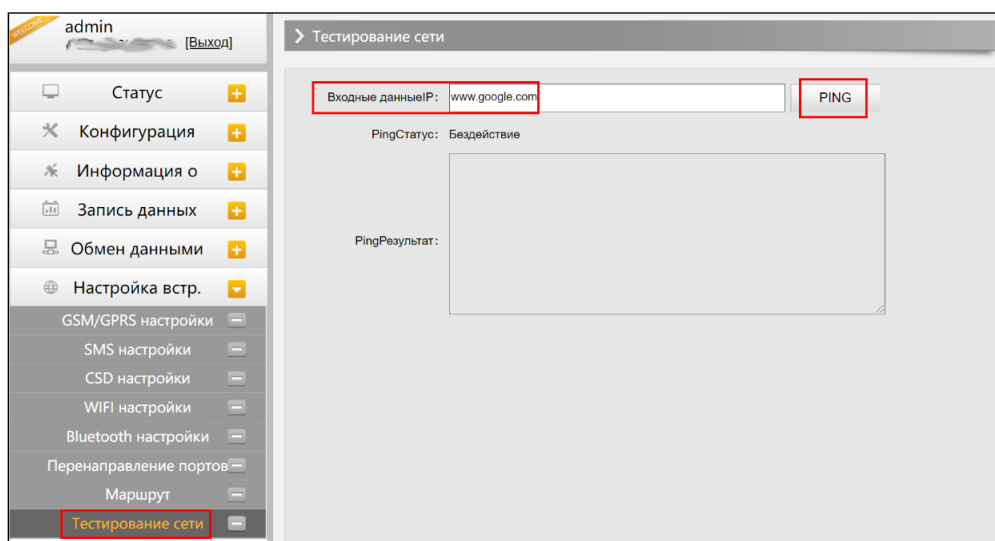 WELCOME
admin
[Выход]
Статус
Конфигурация
Информация о
Запись данных
Обмен данными
Настройка встр.
GSM/GPRS настройки
SMS настройки
CSD настройки
WIFI настройки
Bluetooth настройки
Перенаправление портов
Маршрут
Тестирование сети
Тестирование сети
Входные данныеIP: www.google.com PING
PingСтатус: Бездействие
PingРезультат: